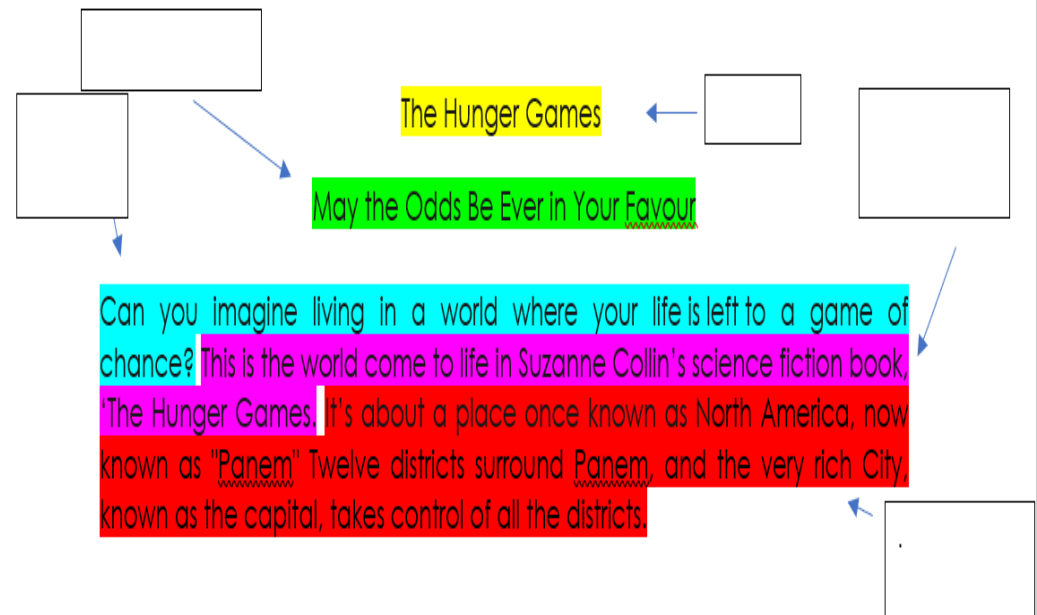 The Hunger Games
May the Odds Be Ever in Your Favour
Can you imagine living in a world where your life is left to a game of
chance? This is the world come to life in Suzanne Collin's science fiction book,
‘The Hunger Games. It's about a place once known as North America, now
known as "Panem" Twelve districts surround Panem, and the very rich City,
known as the capital, takes control of all the districts.
.